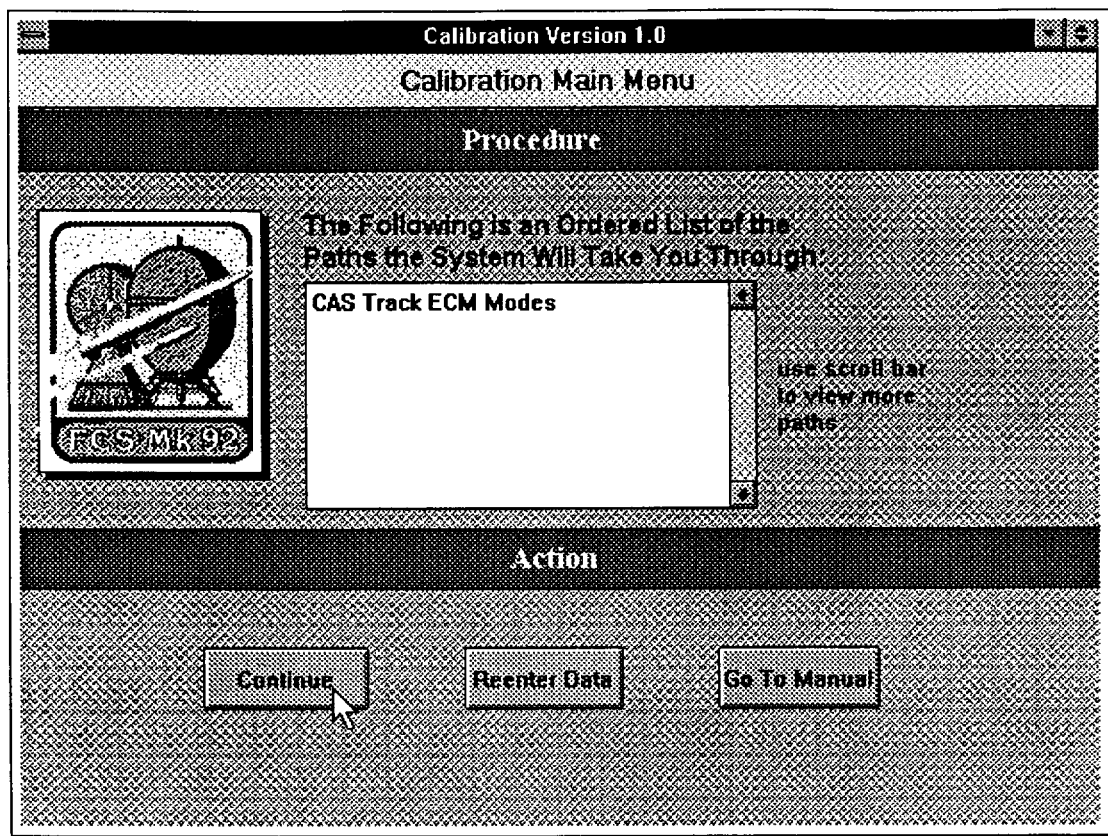 Calibration Version 1.0
Calibration Main Menu
Procedure
The Following is an Ordered List of the
Paths the System Will Take You Through:
CAS Track ECM Modes
use scroll bar
to view more
paths
FCS Mk 92
Action
Continue
Reenter Data
Go To Manual